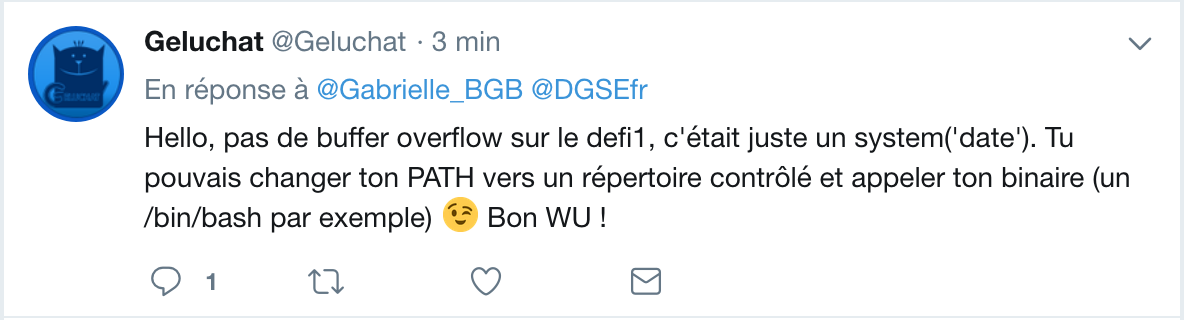 Geluchat @Geluchat · 3 min
En réponse à @Gabrielle_BGB @DGSEfr
Hello, pas de buffer overflow sur le defi1, c'était juste un system('date'). Tu
pouvais changer ton PATH vers un répertoire contrôlé et appeler ton binaire (un
/bin/bash par exemple) 😉 Bon WU !
1